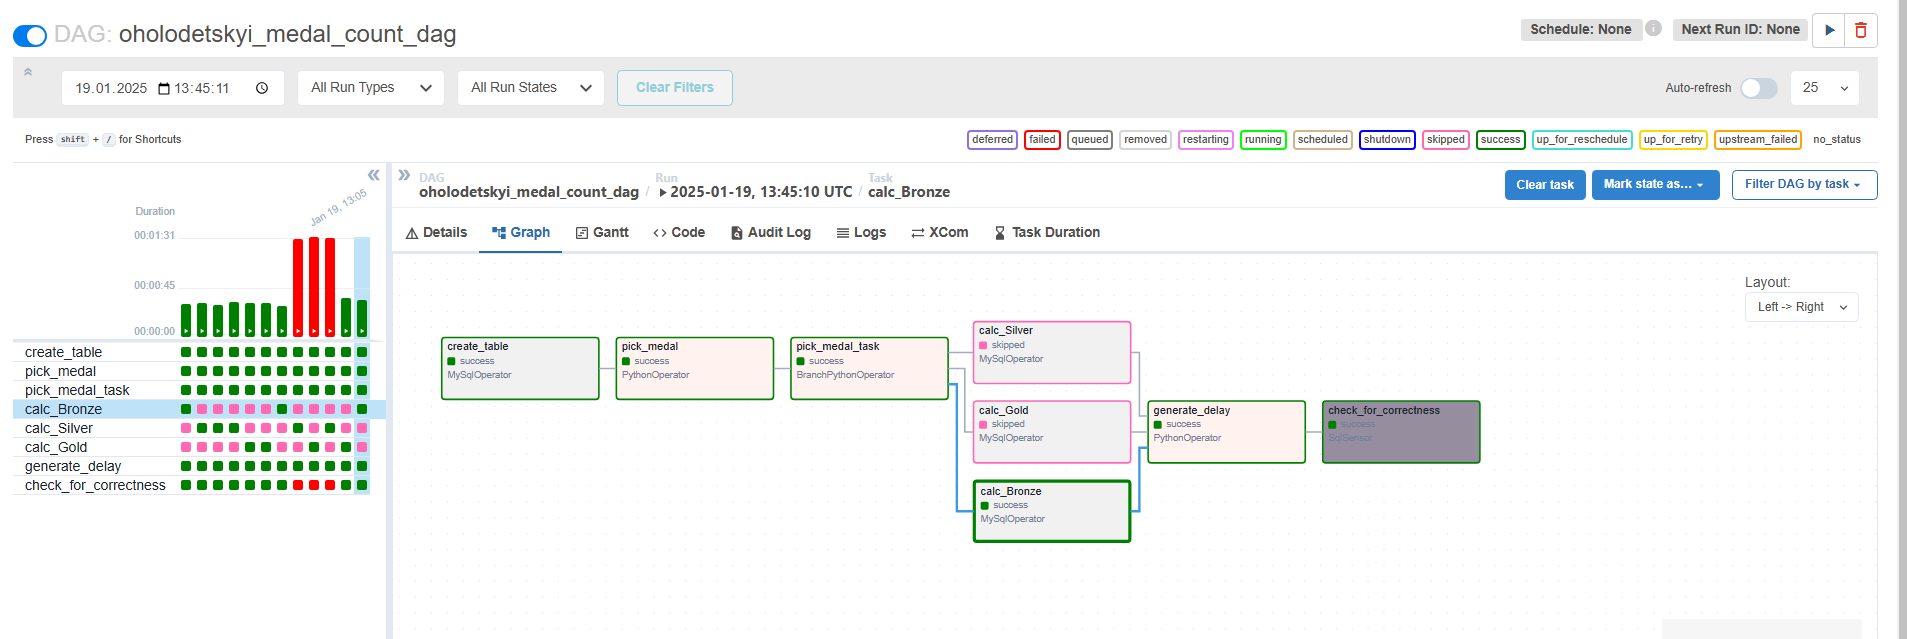 DAG: oholodetskyi_medal_count_dag
Schedule: None
Next Run ID: None
19.01.2025 13:45:11
All Run Types
All Run States
Clear Filters
Auto-refresh
25
Press shift + / for Shortcuts
deferred
failed
queued
removed
restarting
running
scheduled
shutdown
skipped
success
up_for_reschedule
up_for_retry
upstream_failed
no_status
Duration
Jan 19, 13:05
00:01:31
00:00:45
00:00:00
create_table
pick_medal
pick_medal_task
calc_Bronze
calc_Silver
calc_Gold
generate_delay
check_for_correctness
DAG
oholodetskyi_medal_count_dag
/
Run
2025-01-19, 13:45:10 UTC
/
Task
calc_Bronze
Clear task
Mark state as...
Filter DAG by task
Details
Graph
Gantt
Code
Audit Log
Logs
XCom
Task Duration
Layout:
Left -> Right
create_table
success
MySqlOperator
pick_medal
success
PythonOperator
pick_medal_task
success
BranchPythonOperator
calc_Silver
skipped
MySqlOperator
calc_Gold
skipped
MySqlOperator
calc_Bronze
success
MySqlOperator
generate_delay
success
PythonOperator
check_for_correctness
success
SqlSensor